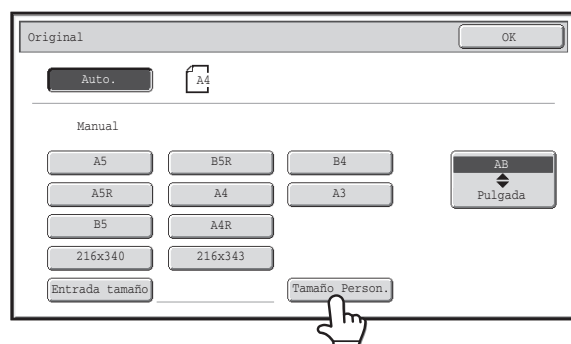 Original OK
Auto. A4
Manual
A5 B5R B4 AB
A5R A4 A3 Pulgada
B5 A4R
216x340 216x343
Entrada tamaño Tamaño Person.